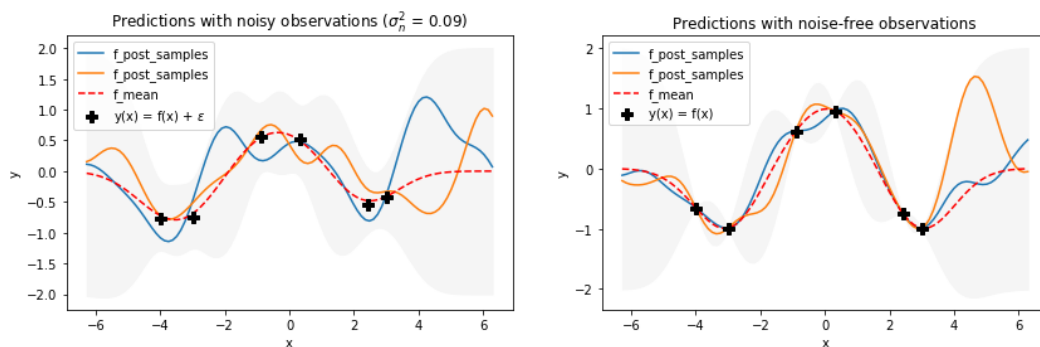 Predictions with noisy observations (σₙ² = 0.09)
2.0
1.5
1.0
0.5
0.0
-0.5
-1.0
-1.5
-2.0
y
f_post_samples
f_post_samples
f_mean
y(x) = f(x) + ε
−6
−4
−2
0
2
4
6
x
Predictions with noise-free observations
2
1
0
−1
−2
y
f_post_samples
f_post_samples
f_mean
y(x) = f(x)
−6
−4
−2
0
2
4
6
x